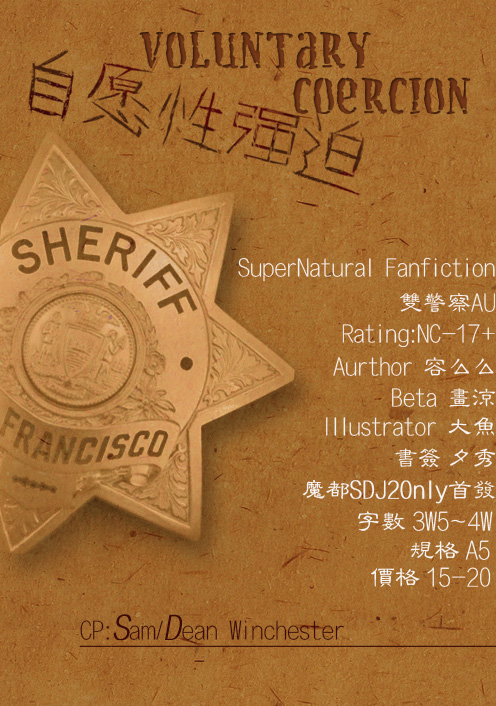 VOLUNTARY
COERCION
自愿性强迫
SHERIFF
FRANCISCO
SuperNatural Fanfiction
雙警察AU
Rating:NC-17+
Aurthor 容么么
Beta 畫涼
Illustrator 大魚
書簽 夕秀
魔都SDJ2Only首發
字數 3W5~4W
規格 A5
價格 15-20
CP:Sam/Dean Winchester